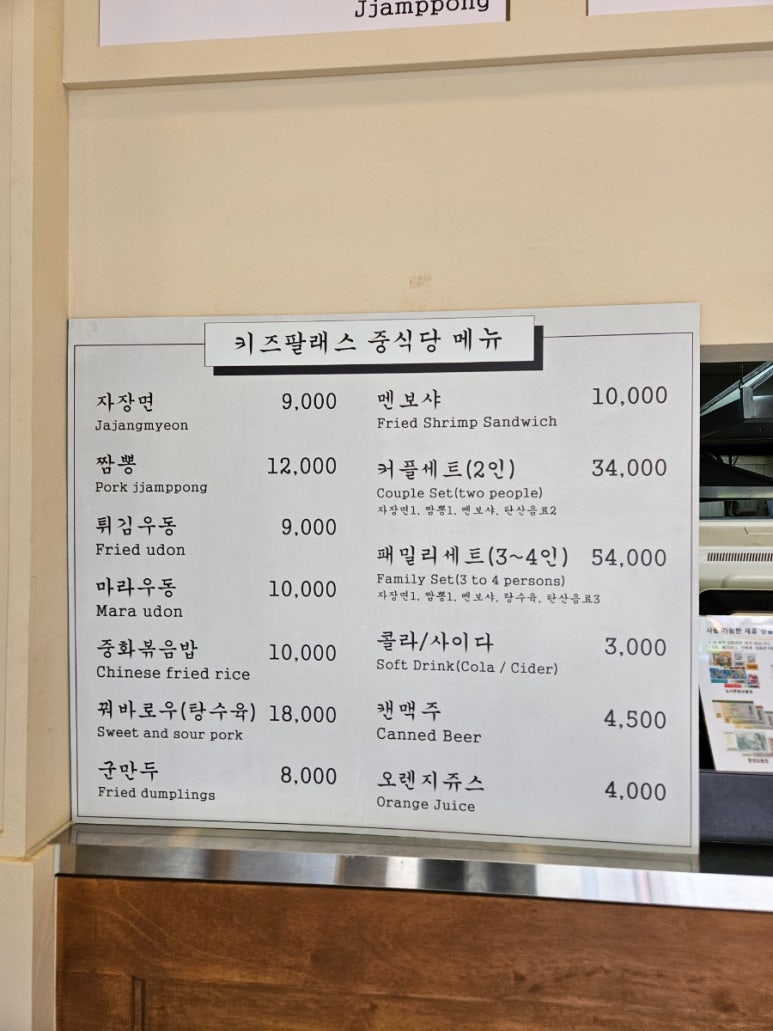 Jjamppong
키즈팔래스 중식당 메뉴
자장면 9,000
Jajangmyeon
짬뽕 12,000
Pork jjamppong
튀김우동 9,000
Fried udon
마라우동 10,000
Mara udon
중화볶음밥 10,000
Chinese fried rice
꿔바로우(탕수육) 18,000
Sweet and sour pork
군만두 8,000
Fried dumplings
멘보샤 10,000
Fried Shrimp Sandwich
커플세트(2인) 34,000
Couple Set(two people)
자장면1, 짬뽕1, 멘보샤, 탄산음료2
패밀리세트(3~4인) 54,000
Family Set(3 to 4 persons)
자장면1, 짬뽕1, 멘보샤, 탕수육, 탄산음료3
콜라/사이다 3,000
Soft Drink(Cola / Cider)
캔맥주 4,500
Canned Beer
오렌지쥬스 4,000
Orange Juice
사용 가능한 제휴